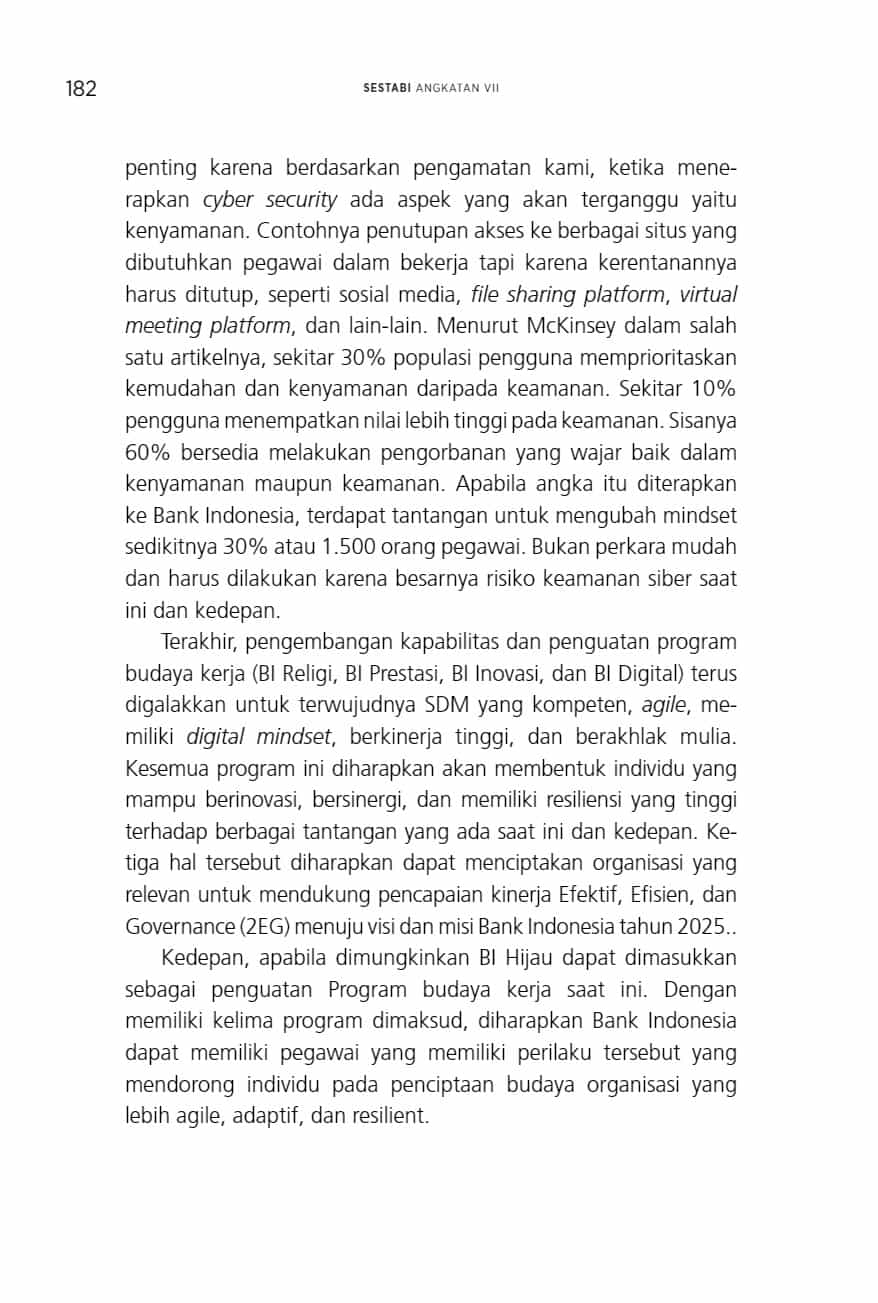 182
SESTABI ANGKATAN VII
penting karena berdasarkan pengamatan kami, ketika mene-
rapkan cyber security ada aspek yang akan terganggu yaitu
kenyamanan. Contohnya penutupan akses ke berbagai situs yang
dibutuhkan pegawai dalam bekerja tapi karena kerentanannya
harus ditutup, seperti sosial media, file sharing platform, virtual
meeting platform, dan lain-lain. Menurut McKinsey dalam salah
satu artikelnya, sekitar 30% populasi pengguna memprioritaskan
kemudahan dan kenyamanan daripada keamanan. Sekitar 10%
pengguna menempatkan nilai lebih tinggi pada keamanan. Sisanya
60% bersedia melakukan pengorbanan yang wajar baik dalam
kenyamanan maupun keamanan. Apabila angka itu diterapkan
ke Bank Indonesia, terdapat tantangan untuk mengubah mindset
sedikitnya 30% atau 1.500 orang pegawai. Bukan perkara mudah
dan harus dilakukan karena besarnya risiko keamanan siber saat
ini dan kedepan.
Terakhir, pengembangan kapabilitas dan penguatan program
budaya kerja (BI Religi, BI Prestasi, BI Inovasi, dan BI Digital) terus
digalakkan untuk terwujudnya SDM yang kompeten, agile, me-
miliki digital mindset, berkinerja tinggi, dan berakhlak mulia.
Kesemua program ini diharapkan akan membentuk individu yang
mampu berinovasi, bersinergi, dan memiliki resiliensi yang tinggi
terhadap berbagai tantangan yang ada saat ini dan kedepan. Ke-
tiga hal tersebut diharapkan dapat menciptakan organisasi yang
relevan untuk mendukung pencapaian kinerja Efektif, Efisien, dan
Governance (2EG) menuju visi dan misi Bank Indonesia tahun 2025..
Kedepan, apabila dimungkinkan BI Hijau dapat dimasukkan
sebagai penguatan Program budaya kerja saat ini. Dengan
memiliki kelima program dimaksud, diharapkan Bank Indonesia
dapat memiliki pegawai yang memiliki perilaku tersebut yang
mendorong individu pada penciptaan budaya organisasi yang
lebih agile, adaptif, dan resilient.